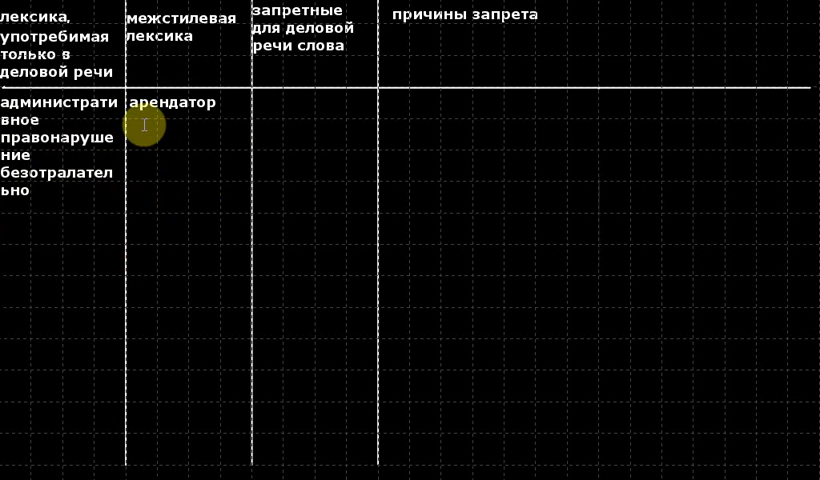 лексика,
употребимая
только в
деловой речи
межстилевая
лексика
запретные
для деловой
речи слова
причины запрета
администрати
вное
правонаруше
ние
безотралател
ьно
арендатор